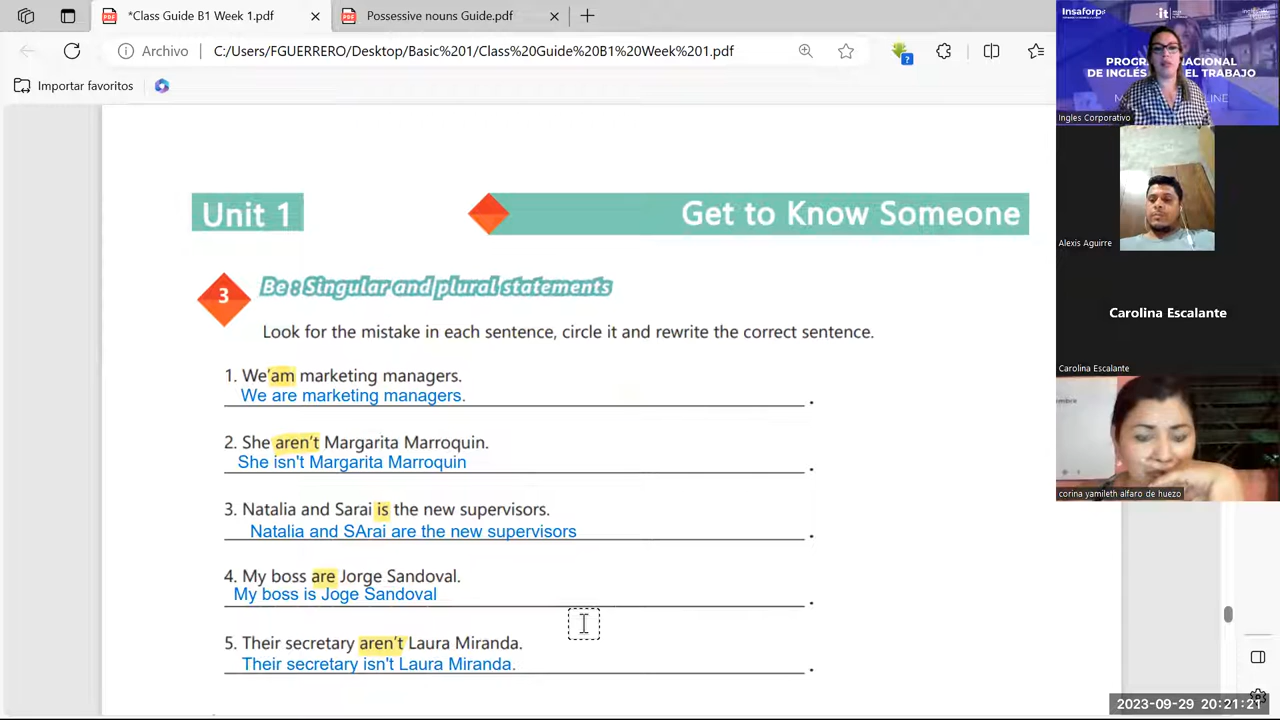 *Class Guide B1 Week 1.pdf
Possessive nouns Guide.pdf
Archivo
C:/Users/FGUERRERO/Desktop/Basic%201/Class%20Guide%20B1%20Week%201.pdf
Importar favoritos
Unit 1
Get to Know Someone
3
Be : Singular and plural statements
Look for the mistake in each sentence, circle it and rewrite the correct sentence.
1. We'am marketing managers.
We are marketing managers.
2. She aren't Margarita Marroquin.
She isn't Margarita Marroquin
3. Natalia and Sarai is the new supervisors.
Natalia and SArai are the new supervisors
4. My boss are Jorge Sandoval.
My boss is Joge Sandoval
5. Their secretary aren't Laura Miranda.
Their secretary isn't Laura Miranda.
Insaforp
Ingles Corporativo
Alexis Aguirre
Carolina Escalante
Carolina Escalante
corina yamileth alfaro de huezo
2023-09-29 20:21:21